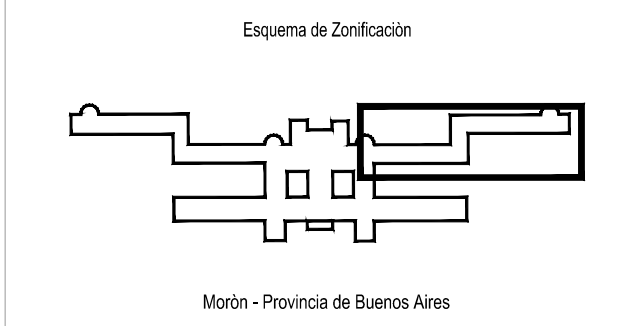 Esquema de Zonificaciòn
Moròn - Provincia de Buenos Aires